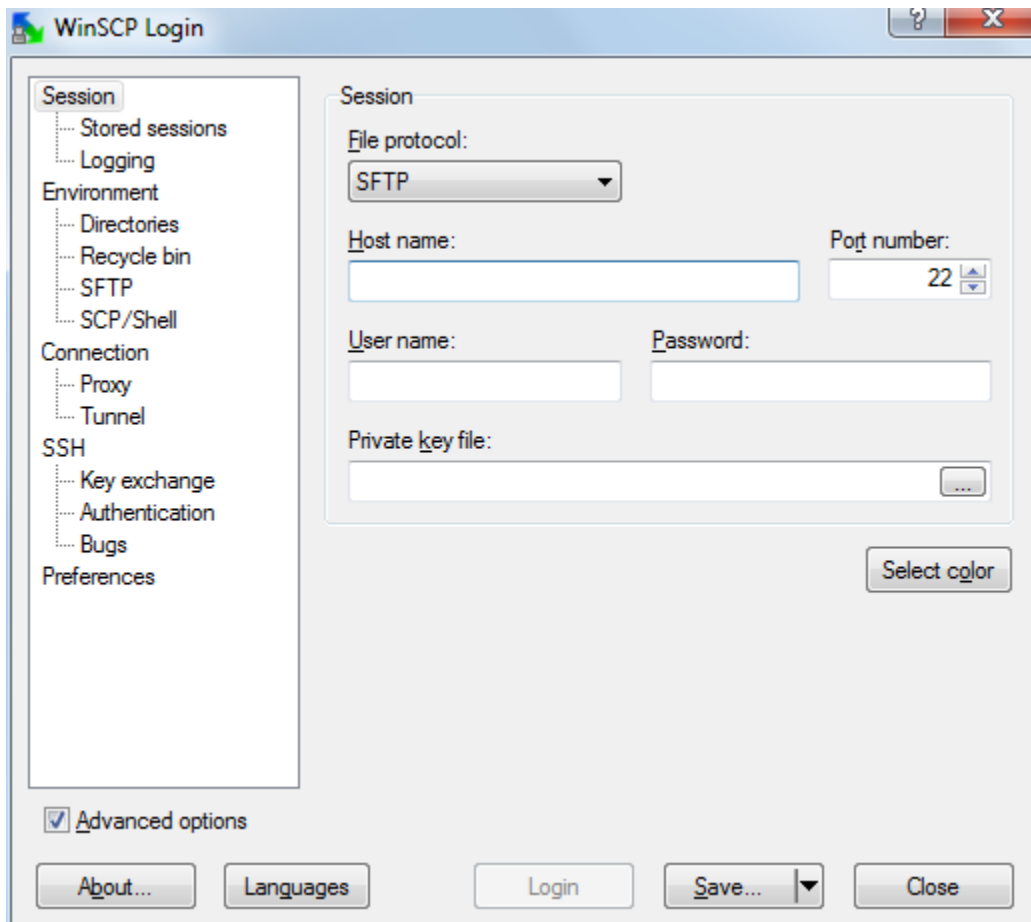 WinSCP Login
Session
Stored sessions
Logging
Environment
Directories
Recycle bin
SFTP
SCP/Shell
Connection
Proxy
Tunnel
SSH
Key exchange
Authentication
Bugs
Preferences
Session
File protocol:
SFTP
Host name: Port number:
22
User name: Password:
Private key file:
...
Select color
Advanced options
About... Languages Login Save... Close